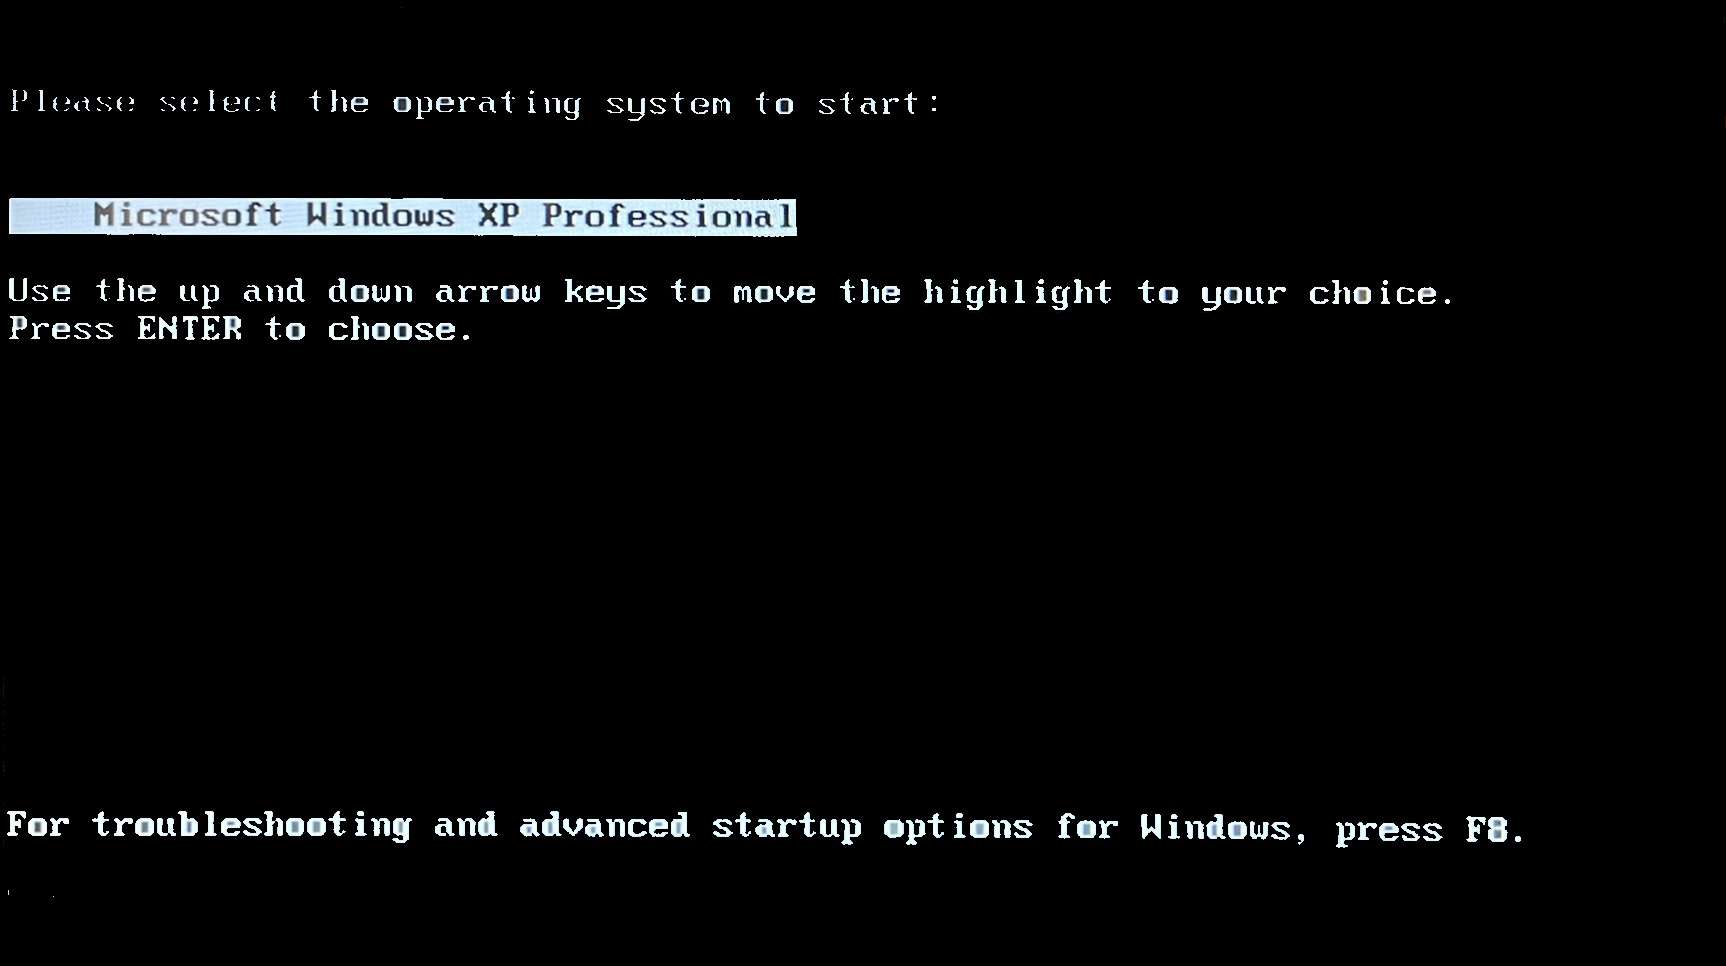 Please select the operating system to start:
Microsoft Windows XP Professional
Use the up and down arrow keys to move the highlight to your choice.
Press ENTER to choose.
For troubleshooting and advanced startup options for Windows, press F8.